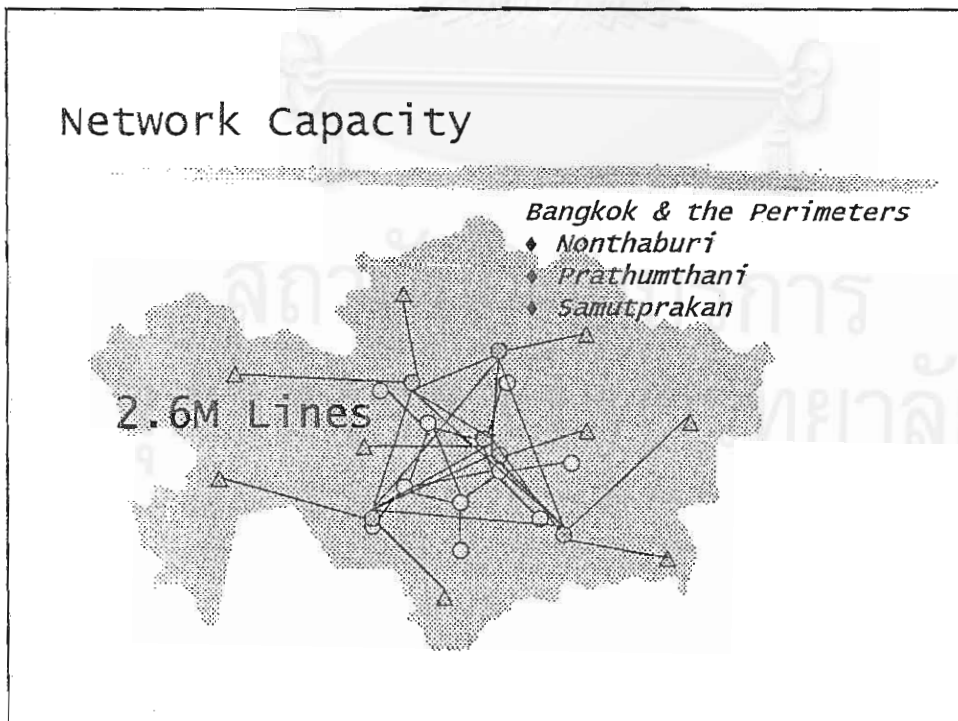 Network Capacity
Bangkok & the Perimeters
♦ Nonthaburi
♦ Prathumthani
♦ Samutprakan
2.6M Lines